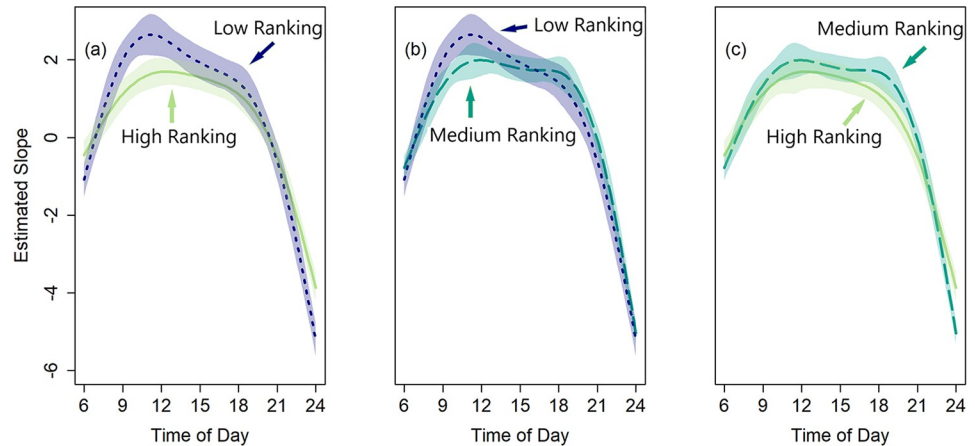 (a)
Low Ranking
High Ranking
(b)
Low Ranking
Medium Ranking
(c)
Medium Ranking
High Ranking
Estimated Slope
2
0
-2
-4
-6
6 9 12 15 18 21 24
6 9 12 15 18 21 24
6 9 12 15 18 21 24
Time of Day
Time of Day
Time of Day